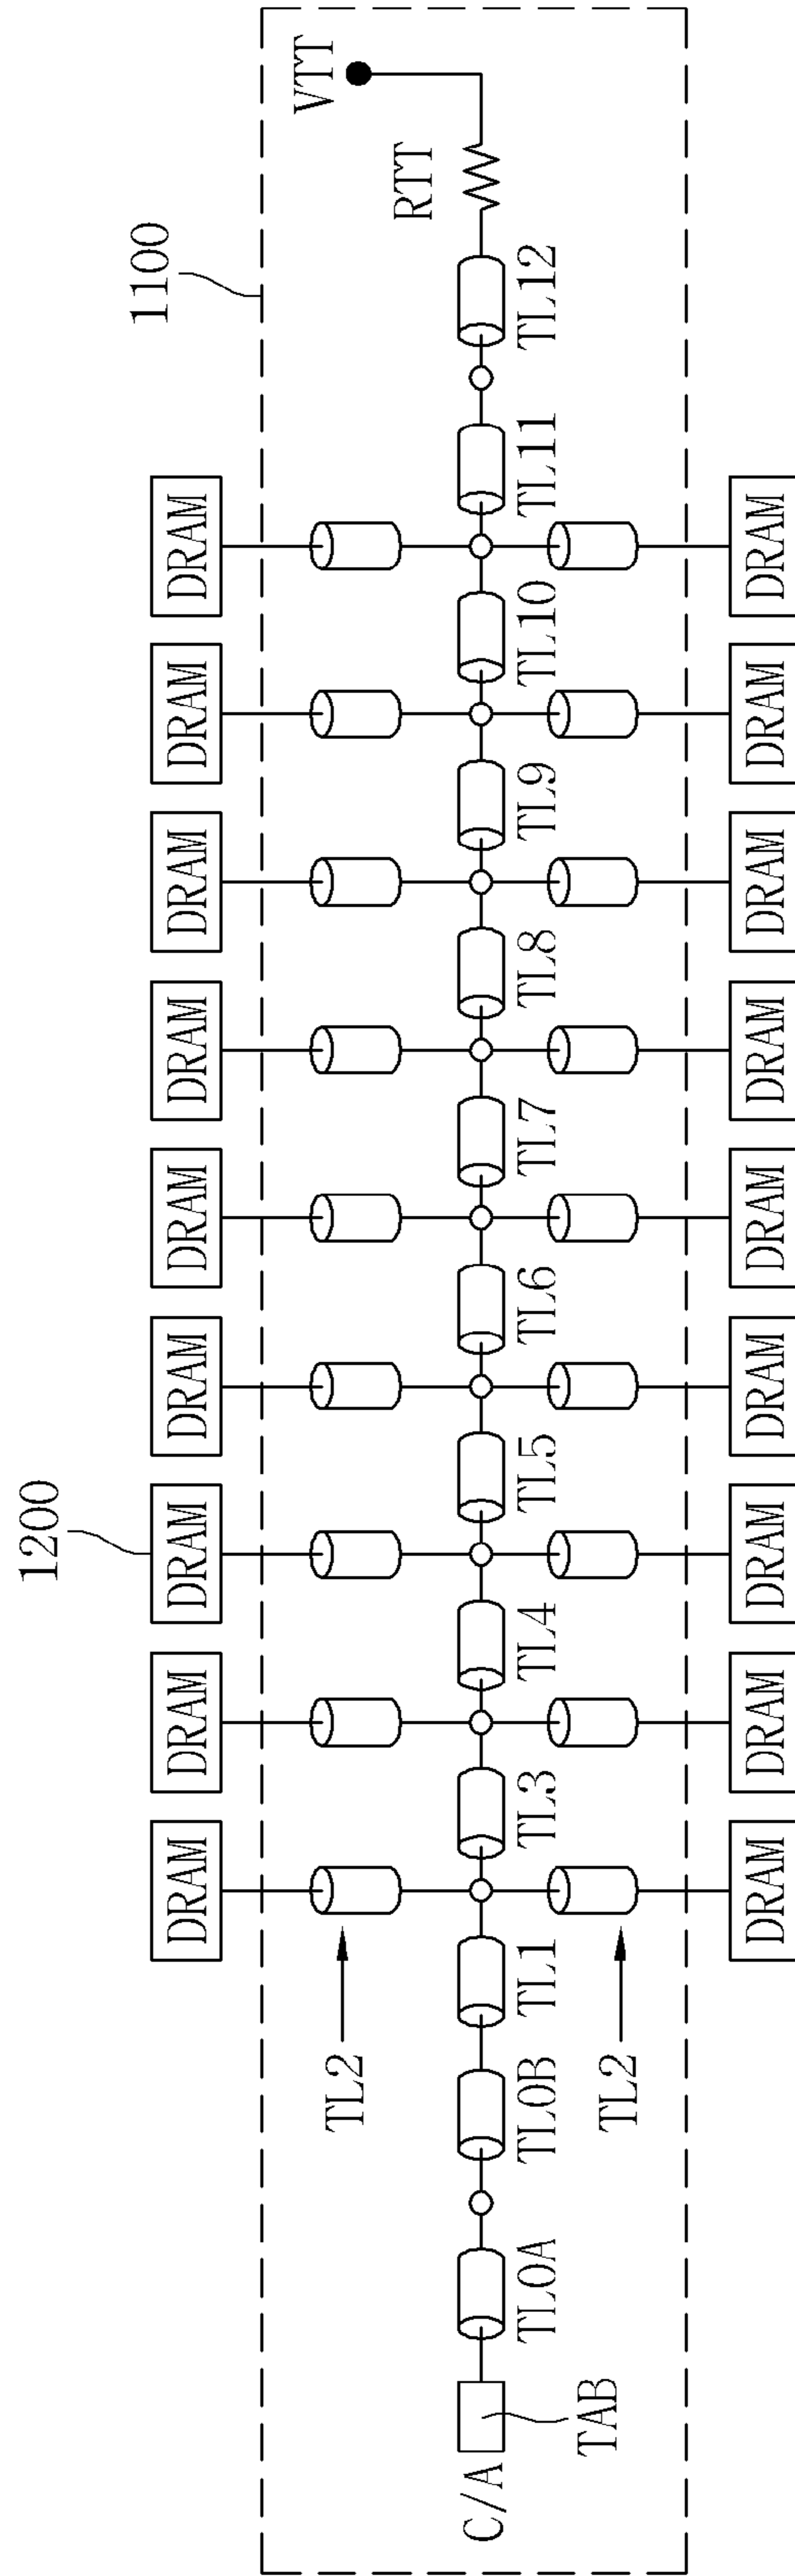 1200
1100
DRAM
DRAM
DRAM
DRAM
DRAM
DRAM
DRAM
DRAM
DRAM
VTT
RTT
TL2
C/A
TAB
TL0A
TL0B
TL1
TL3
TL4
TL5
TL6
TL7
TL8
TL9
TL10
TL11
TL12
TL2
DRAM
DRAM
DRAM
DRAM
DRAM
DRAM
DRAM
DRAM
DRAM